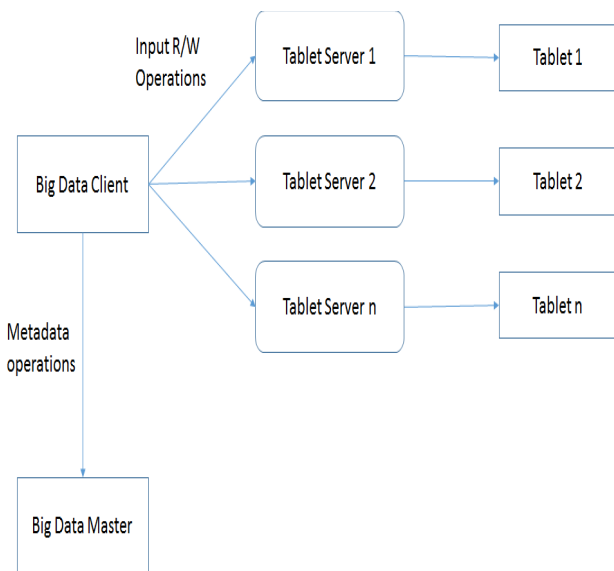 Input R/W
Operations
Tablet Server 1
Tablet 1
Big Data Client
Tablet Server 2
Tablet 2
Tablet Server n
Tablet n
Metadata
operations
Big Data Master